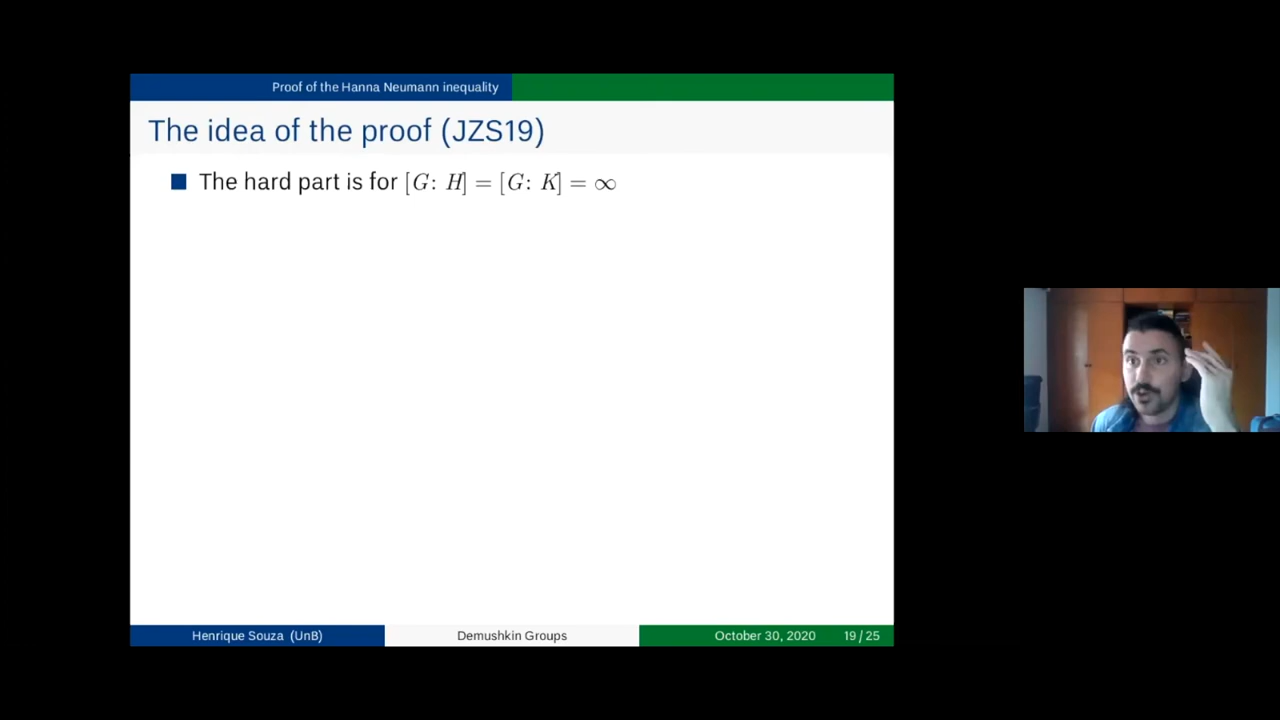 Proof of the Hanna Neumann inequality
The idea of the proof (JZS19)
The hard part is for [G: H] = [G: K] = ∞
Henrique Souza (UnB) Demushkin Groups October 30, 2020 19 / 25